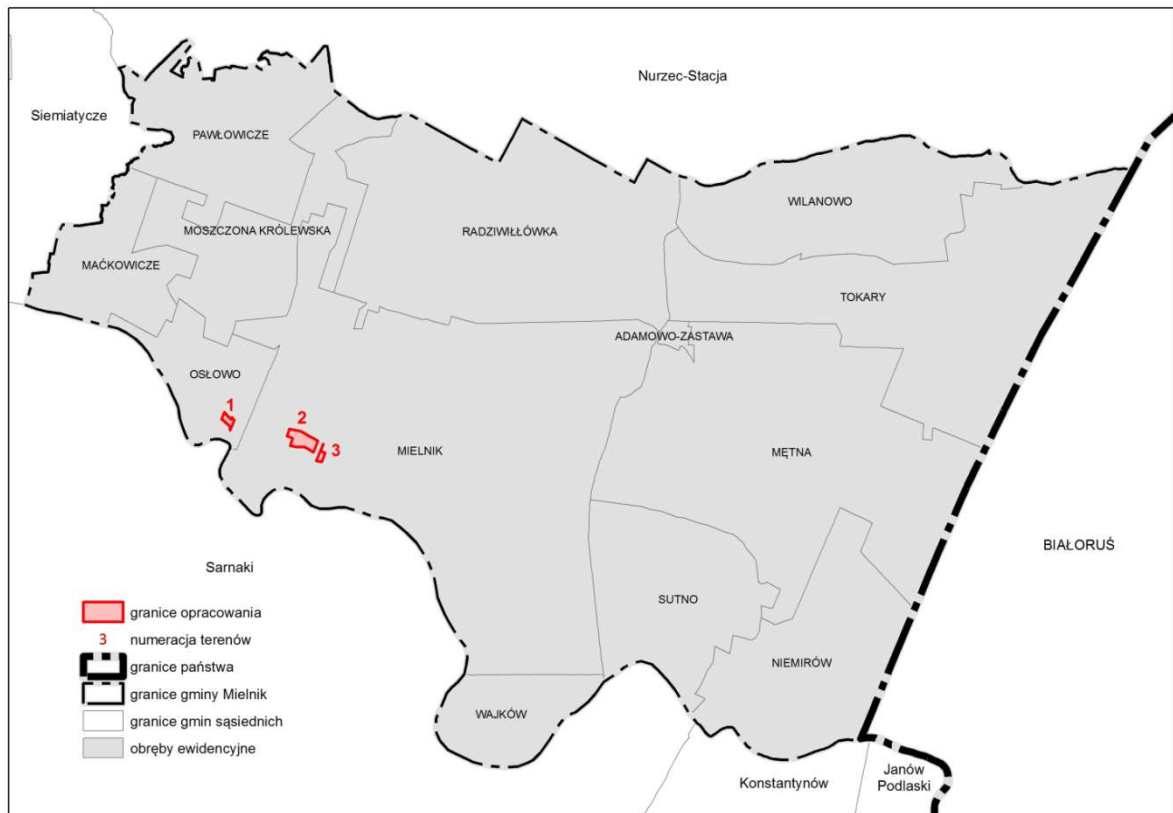 Nurzec-Stacja
Siemiatycze
PAWŁOWICZE
WILANOWO
MOSZCZONA KRÓLEWSKA
RADZIWIŁŁÓWKA
MAĆKOWICZE
TOKARY
ADAMOWO-ZASTAWA
OSŁOWO
1
2
3
MIELNIK
MĘTNA
BIAŁORUŚ
Sarnaki
SUTNO
NIEMIRÓW
WAJKÓW
Konstantynów
Janów
Podlaski
granice opracowania
3 numeracja terenów
granice państwa
granice gminy Mielnik
granice gmin sąsiednich
obręby ewidencyjne